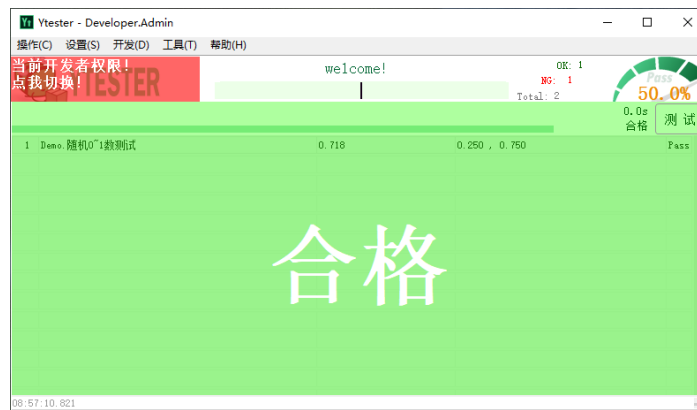 Yt Ytester - Developer.Admin
操作(C) 设置(S) 开发(D) 工具(T) 帮助(H)
当前开发者权限!
点我切换!
YTESTER
welcome!
OK: 1
NG: 1
Total: 2
Pass
50.0%
0.0s
合格
测 试
1 Demo.随机0~1数测试 0.718 0.250 , 0.750 Pass
合格
08:57:10.821